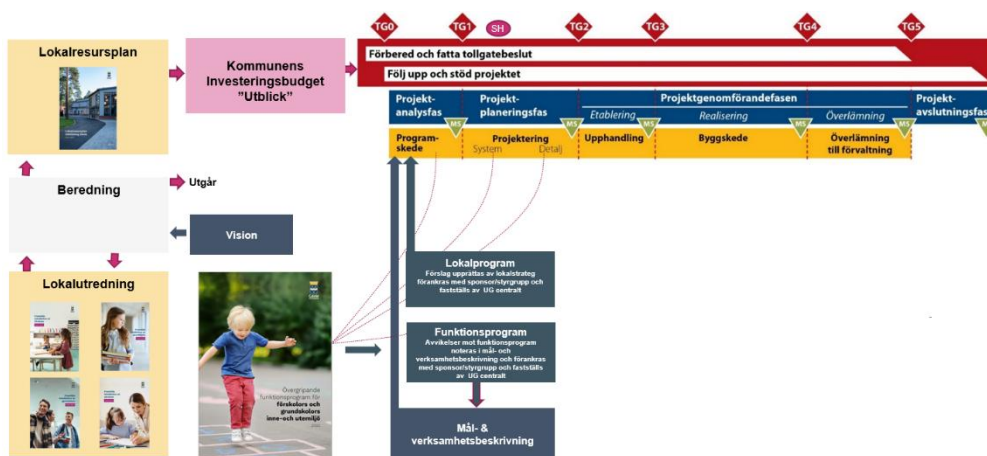 Lokalresursplan
Kommunens
Investeringsbudget
"Utblick"
TG0
TG1
SH
TG2
TG3
TG4
TG5
Förbered och fatta tollgatebeslut
Följ upp och stöd projektet
Projekt-
analysfas
Projekt-
planeringsfas
Projektgenomförandefasen
Etablering
Realisering
Överlämning
Projekt-
avslutningsfas
MS
MS
MS
MS
MS
MS
Program-
skede
Projektering
System
Detalj
Upphandling
Byggskede
Överlämning
till förvaltning
Beredning
Utgår
Vision
Lokalutredning
Övergripande
funktionsprogram för
förskolors och
grundskolors
inne- och utemiljö
Lokalprogram
Förslag upprättas av lokalstrateg
förankras med sponsor/styrgrupp och
fastställs av UG centralt
Funktionsprogram
Avvikelser mot funktionsprogram
noteras i mål- och
verksamhetsbeskrivning och förankras
med sponsor/styrgrupp och fastställs
av UG centralt
Mål- &
verksamhetsbeskrivning